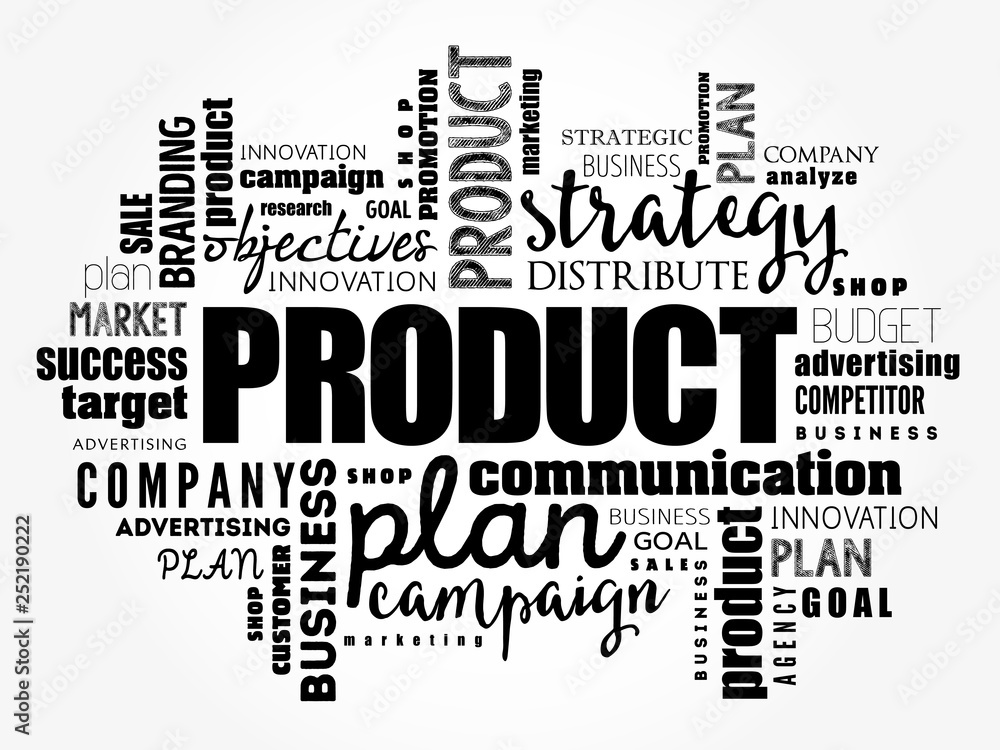 PRODUCT
marketing
STRATEGIC
BUSINESS
PROMOTION
PLAN
COMPANY
analyze
SALE
BRANDING
product
INNOVATION
campaign
research
GOAL
SHOP
PROMOTION
objectives
INNOVATION
strategy
DISTRIBUTE
SHOP
plan
MARKET
success
target
ADVERTISING
PRODUCT
BUDGET
advertising
COMPETITOR
BUSINESS
COMPANY
ADVERTISING
PLAN
SHOP
CUSTOMER
BUSINESS
SHOP
plan
campaign
marketing
communication
BUSINESS
GOAL
SALE
BUSINESS
product
INNOVATION
PLAN
AGENCY
GOAL
Adobe Stock | #252190222